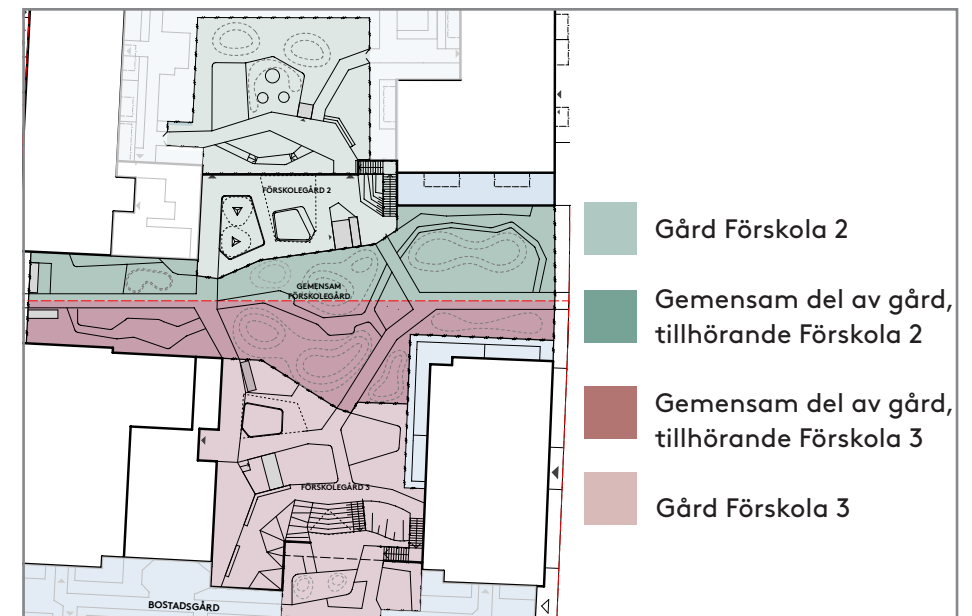 FÖRSKOLEGÅRD 2
GEMENSAM
FÖRSKOLEGÅRD
FÖRSKOLEGÅRD 3
BOSTADSGÅRD
Gård Förskola 2
Gemensam del av gård,
tillhörande Förskola 2
Gemensam del av gård,
tillhörande Förskola 3
Gård Förskola 3